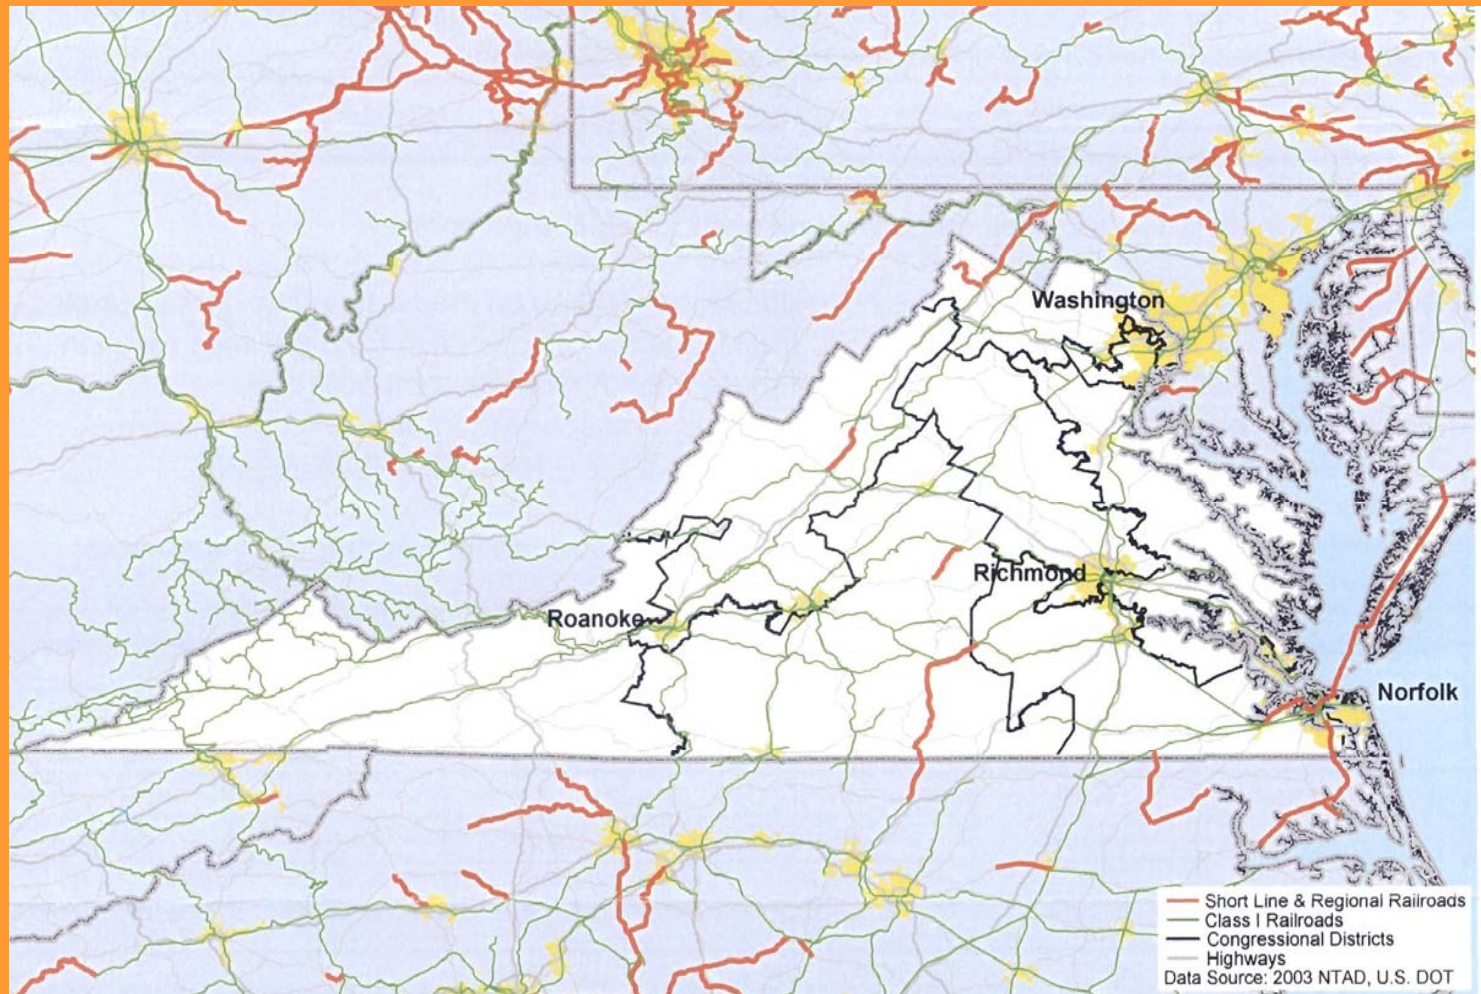 Washington
Richmond
Roanoke
Norfolk
Short Line & Regional Railroads
Class I Railroads
Congressional Districts
Highways
Data Source: 2003 NTAD, U.S. DOT